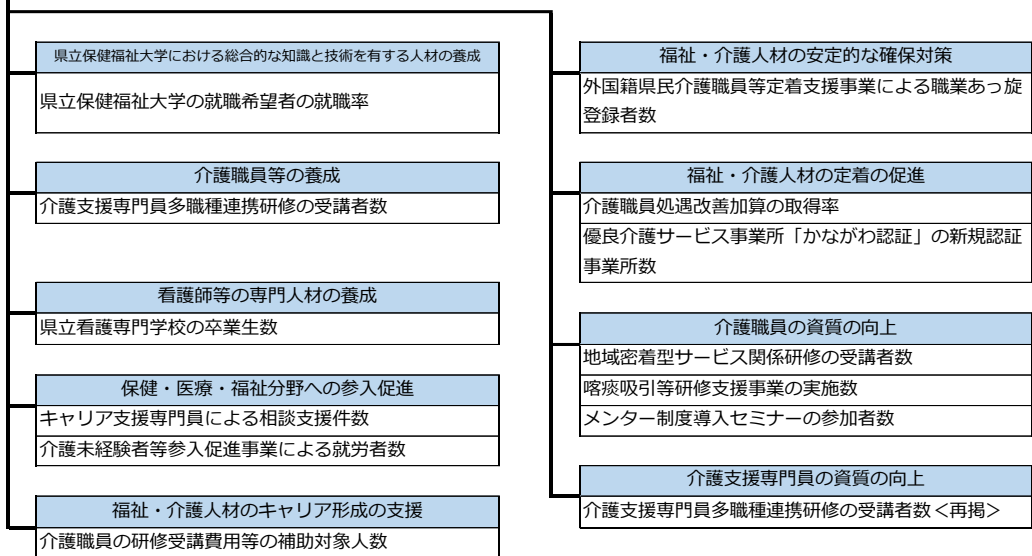 県立保健福祉大学における総合的な知識と技術を有する人材の養成
県立保健福祉大学の就職希望者の就職率
介護職員等の養成
介護支援専門員多職種連携研修の受講者数
看護師等の専門人材の養成
県立看護専門学校の卒業生数
保健・医療・福祉分野への参入促進
キャリア支援専門員による相談支援件数
介護未経験者等参入促進事業による就労者数
福祉・介護人材のキャリア形成の支援
介護職員の研修受講費用等の補助対象人数
福祉・介護人材の安定的な確保対策
外国籍県民介護職員等定着支援事業による職業あっ旋
登録者数
福祉・介護人材の定着の促進
介護職員処遇改善加算の取得率
優良介護サービス事業所「かながわ認証」の新規認証
事業所数
介護職員の資質の向上
地域密着型サービス関係研修の受講者数
喀痰吸引等研修支援事業の実施数
メンター制度導入セミナーの参加者数
介護支援専門員の資質の向上
介護支援専門員多職種連携研修の受講者数＜再掲＞